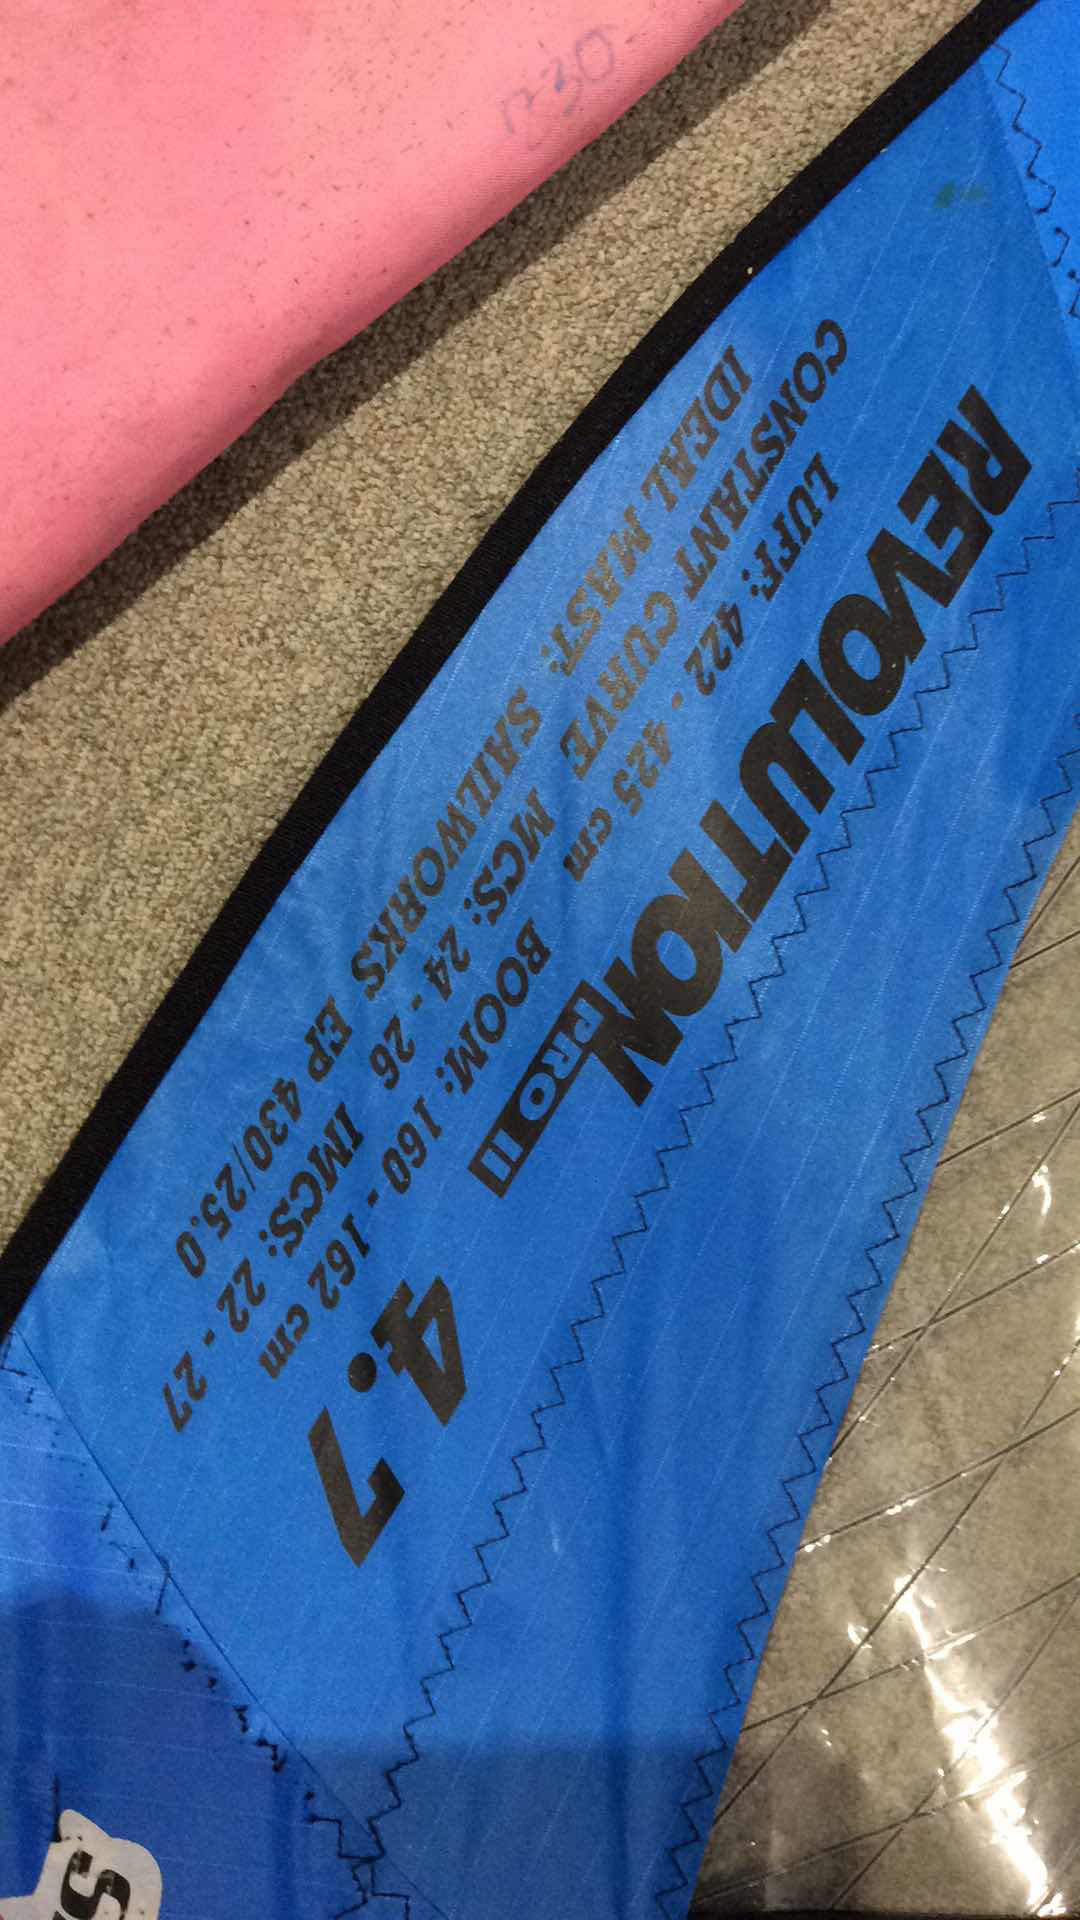 REVOLUTION
PRO II
4.7
LUFF: 422 - 425 cm BOOM: 160 - 162 cm
CONSTANT CURVE MCS: 24 - 26 IMCS: 22 - 27
IDEAL MAST: SAILWORKS EP 430/25.0